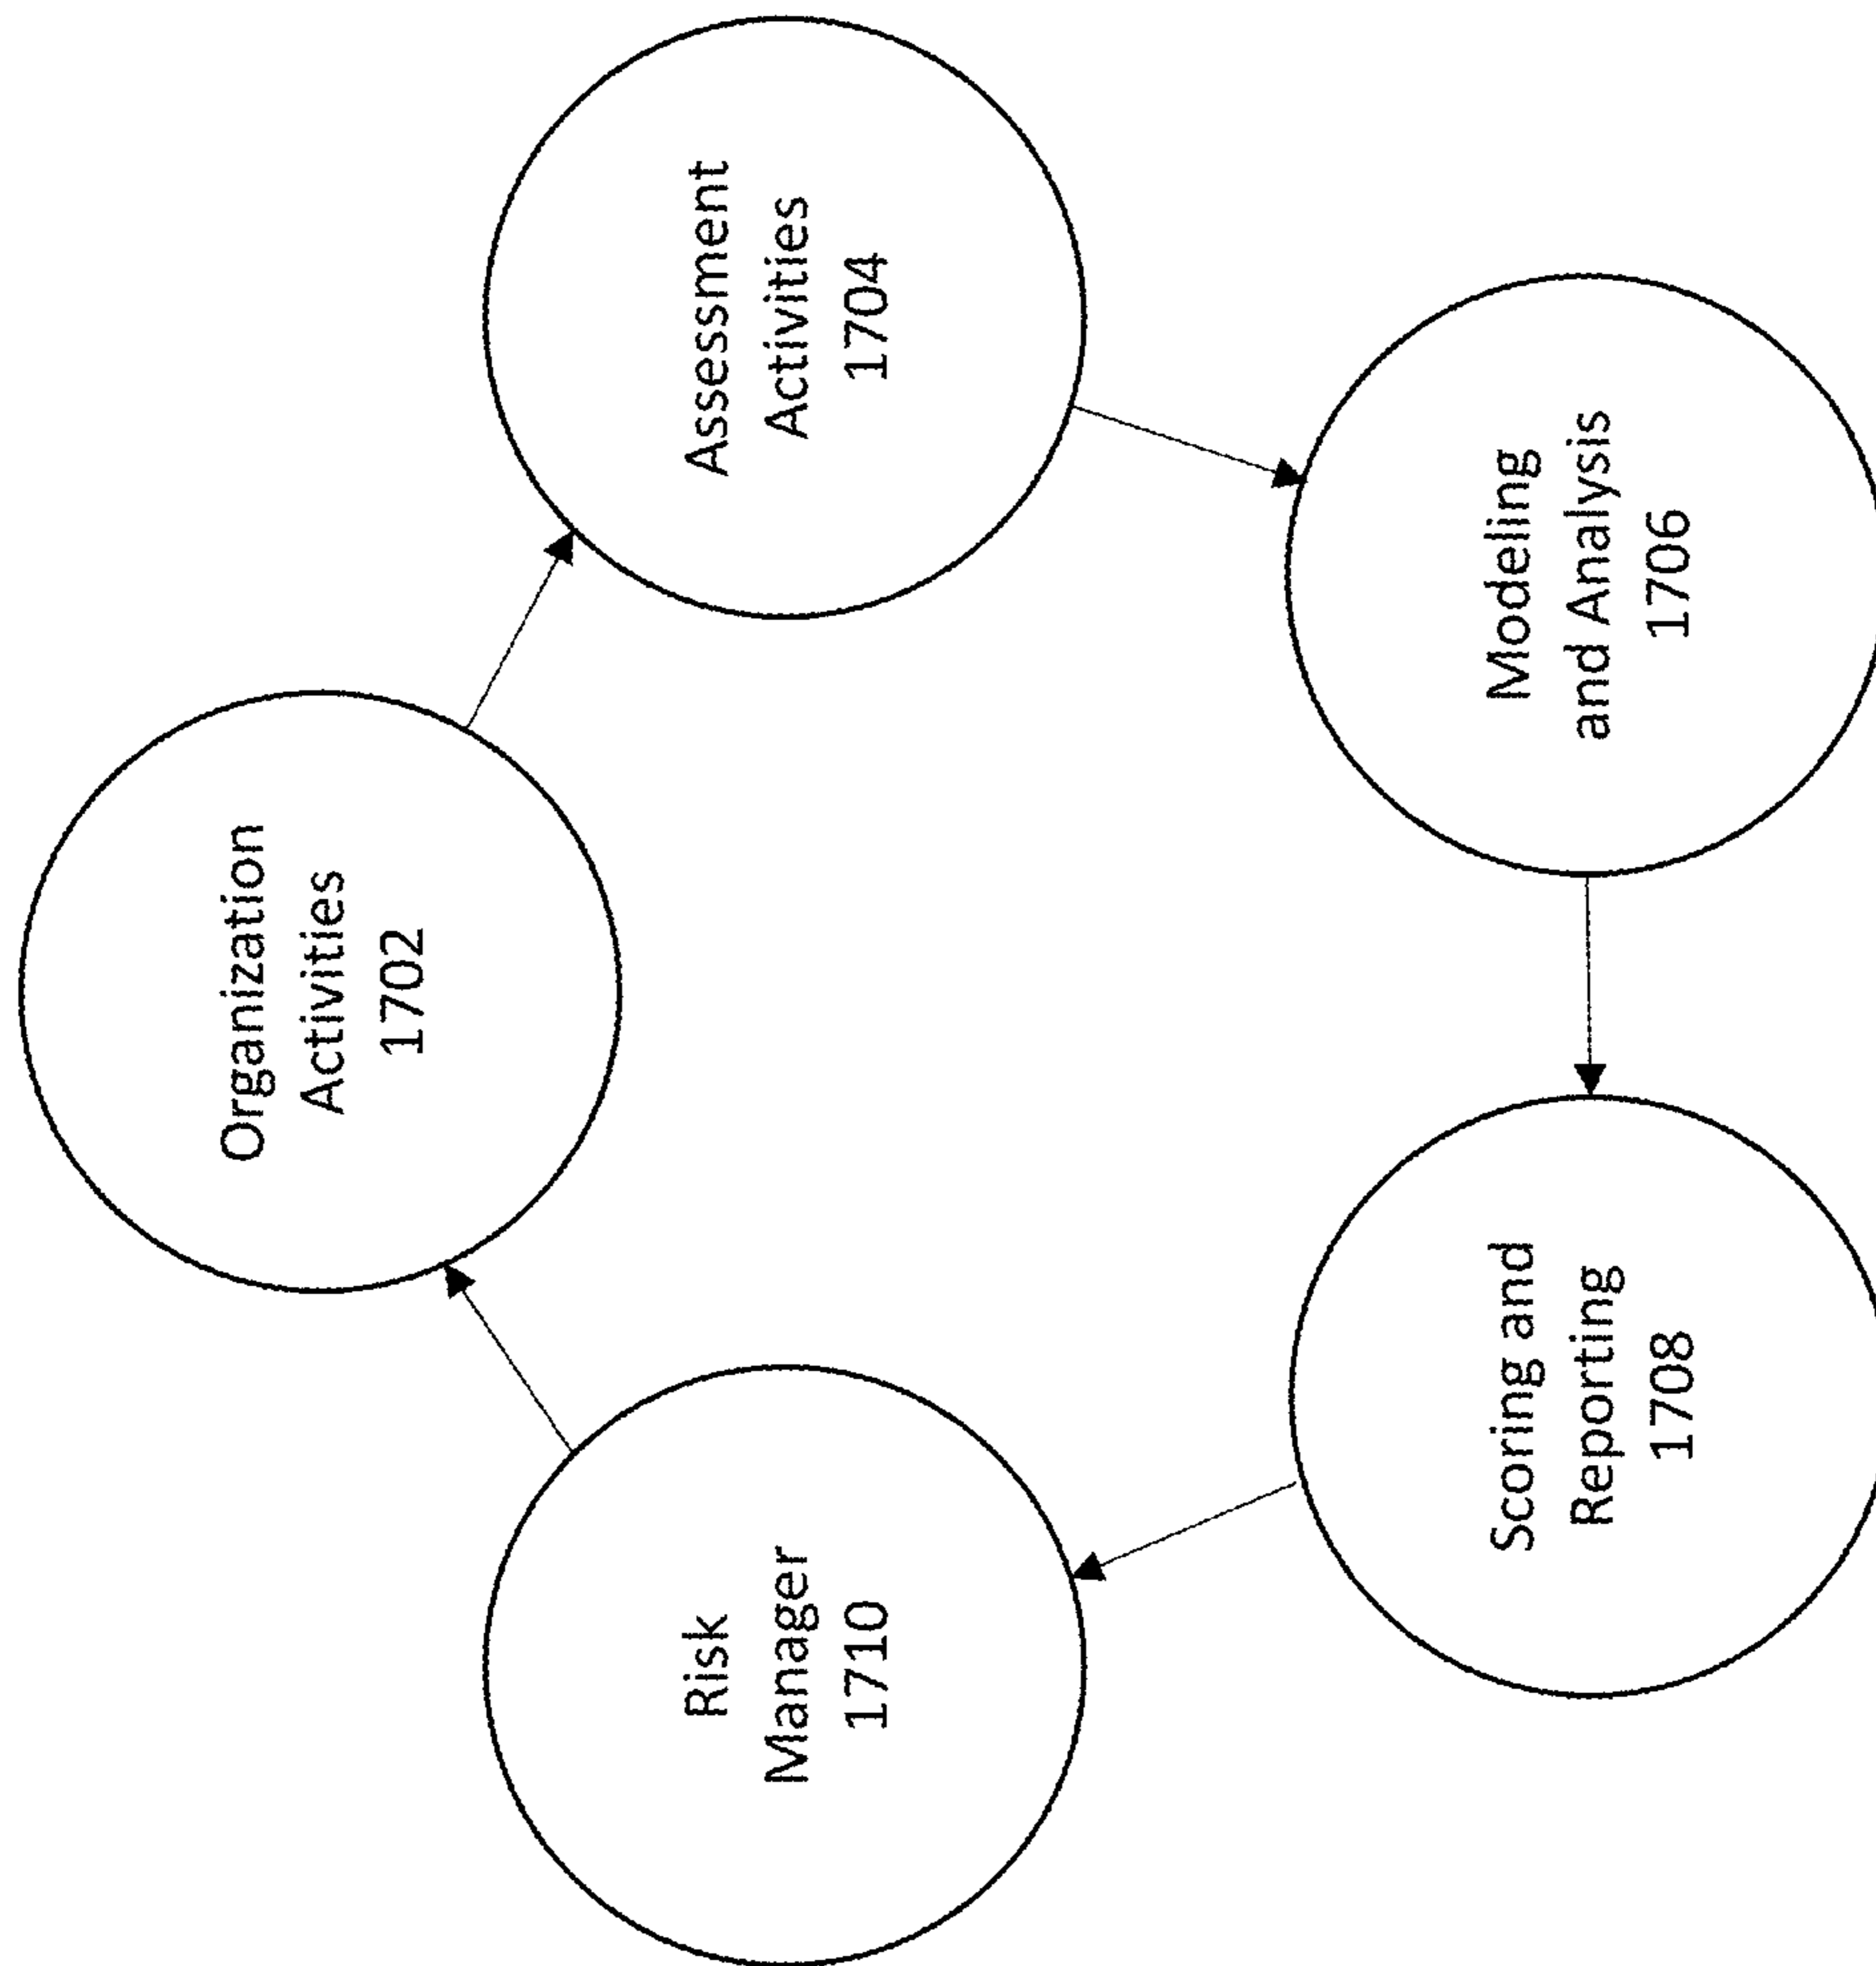 Organization
Activities
1702
Assessment
Activities
1704
Modeling
and Analysis
1706
Scoring and
Reporting
1708
Risk
Manager
1710